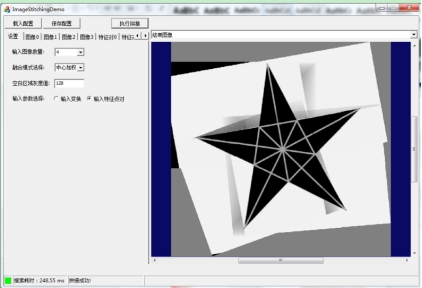 ImageStitchingDemo
载入配置 保存配置 执行拼接
设置 图像0 图像1 图像2 图像3 特征对0 特征
结果图像
输入图像数量: 4
融合模式选择: 中心加权
空白区域灰度值: 128
输入参数选择: 输入变换 输入特征点对
搜索耗时: 248.55 ms 拼接成功!